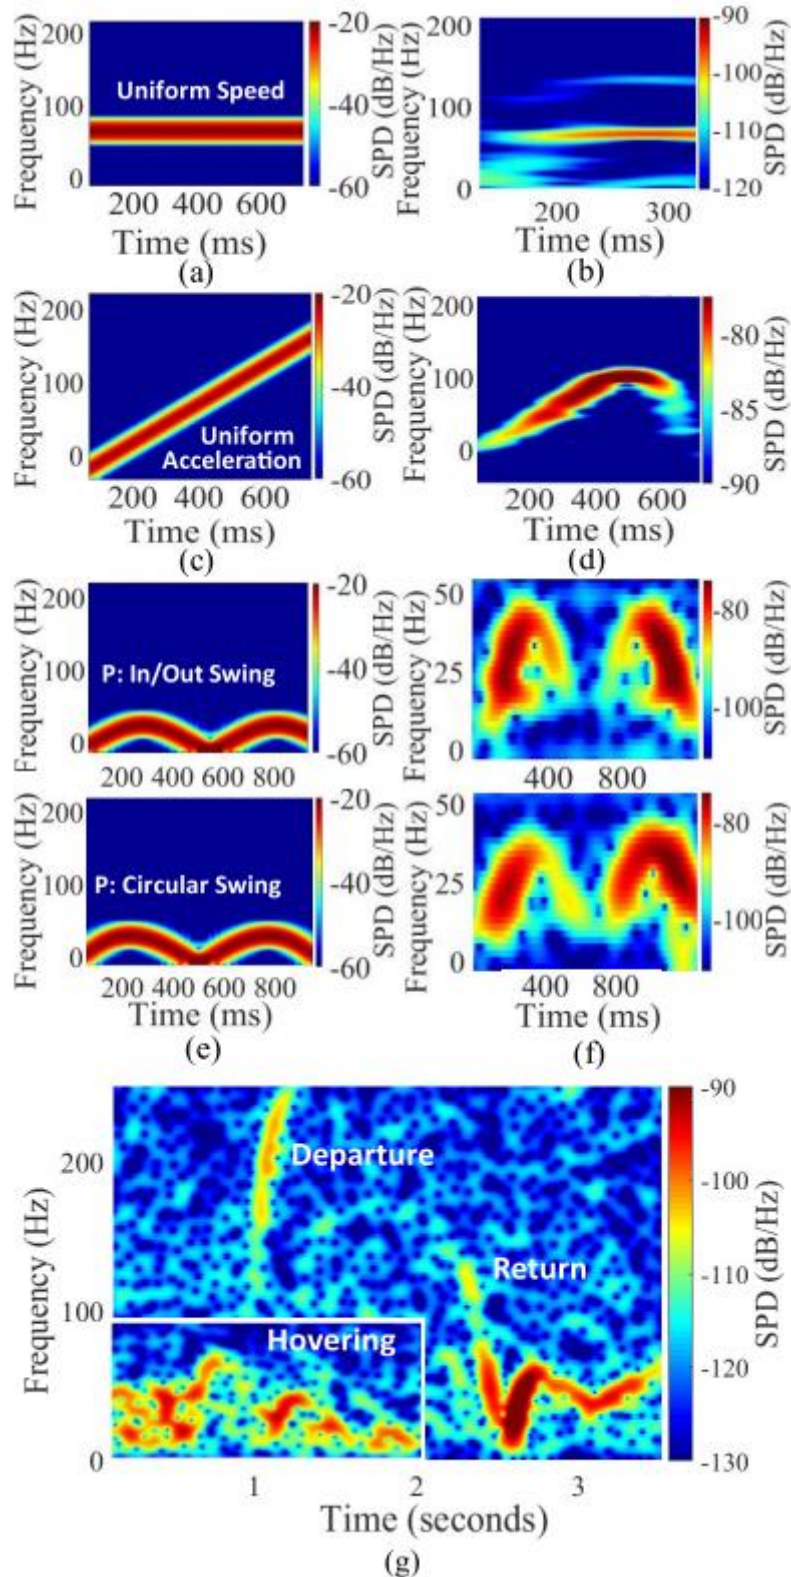 200
100
0
Frequency (Hz)
Uniform Speed
200 400 600
Time (ms)
-20
-40
-60
SPD (dB/Hz)
(a)
200
100
0
Frequency (Hz)
200 300
Time (ms)
-90
-100
-110
-120
SPD (dB/Hz)
(b)
200
100
0
Frequency (Hz)
Uniform
Acceleration
200 400 600
Time (ms)
-20
-40
-60
SPD (dB/Hz)
(c)
200
100
0
Frequency (Hz)
200 400 600
Time (ms)
-80
-85
-90
SPD (dB/Hz)
(d)
200
100
0
Frequency (Hz)
P: In/Out Swing
200 400 600 800
-20
-40
-60
SPD (dB/Hz)
200
100
0
Frequency (Hz)
P: Circular Swing
200 400 600 800
Time (ms)
-20
-40
-60
SPD (dB/Hz)
(e)
50
25
0
Frequency (Hz)
400 800
-80
-100
SPD (dB/Hz)
50
25
0
Frequency (Hz)
400 800
Time (ms)
-80
-100
SPD (dB/Hz)
(f)
200
100
0
Frequency (Hz)
Departure
Return
Hovering
1 2 3
Time (seconds)
-90
-100
-110
-120
-130
SPD (dB/Hz)
(g)